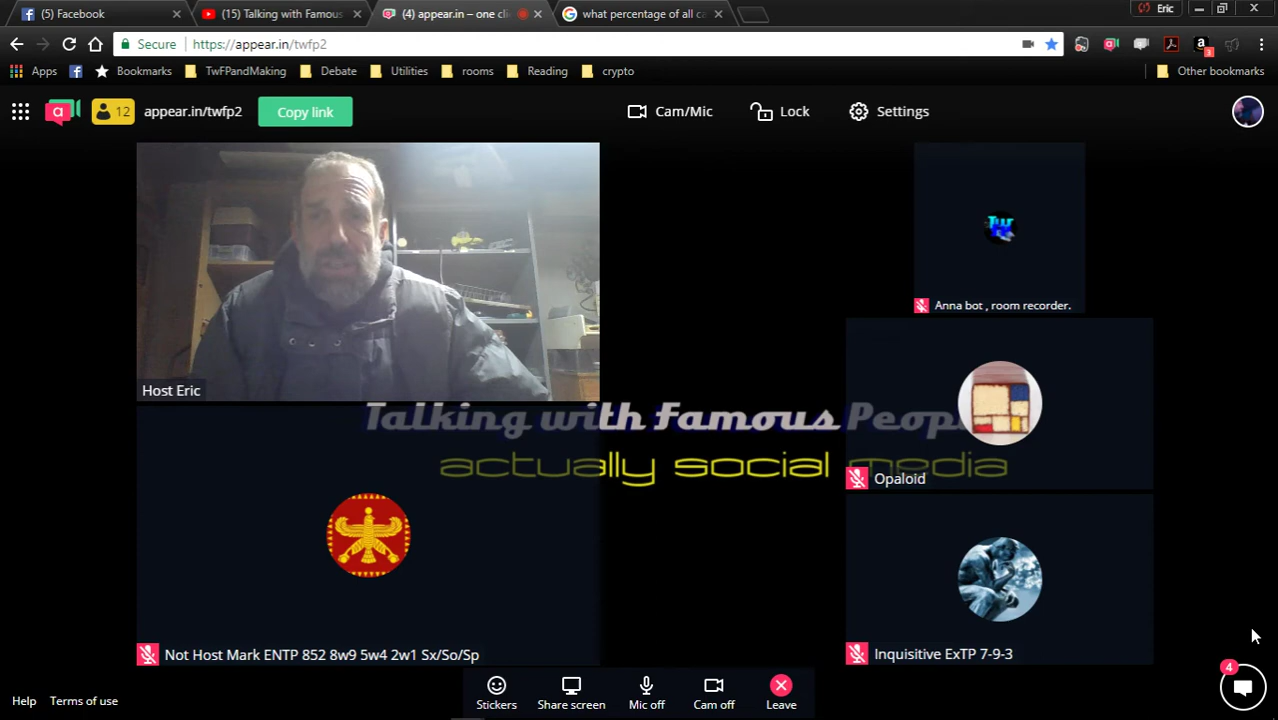 (5) Facebook
(15) Talking with Famous
(4) appear.in – one cli
what percentage of all ca
Eric
Secure
https://appear.in/twfp2
3
Apps
Bookmarks
TwFPandMaking
Debate
Utilities
rooms
Reading
crypto
Other bookmarks
a
12
appear.in/twfp2
Copy link
Cam/Mic
Lock
Settings
Anna bot , room recorder.
Host Eric
Talking with Famous Peopl
actually social media
Opaloid
Not Host Mark ENTP 852 8w9 5w4 2w1 Sx/So/Sp
Inquisitive ExTP 7-9-3
4
Help
Terms of use
Stickers
Share screen
Mic off
Cam off
Leave